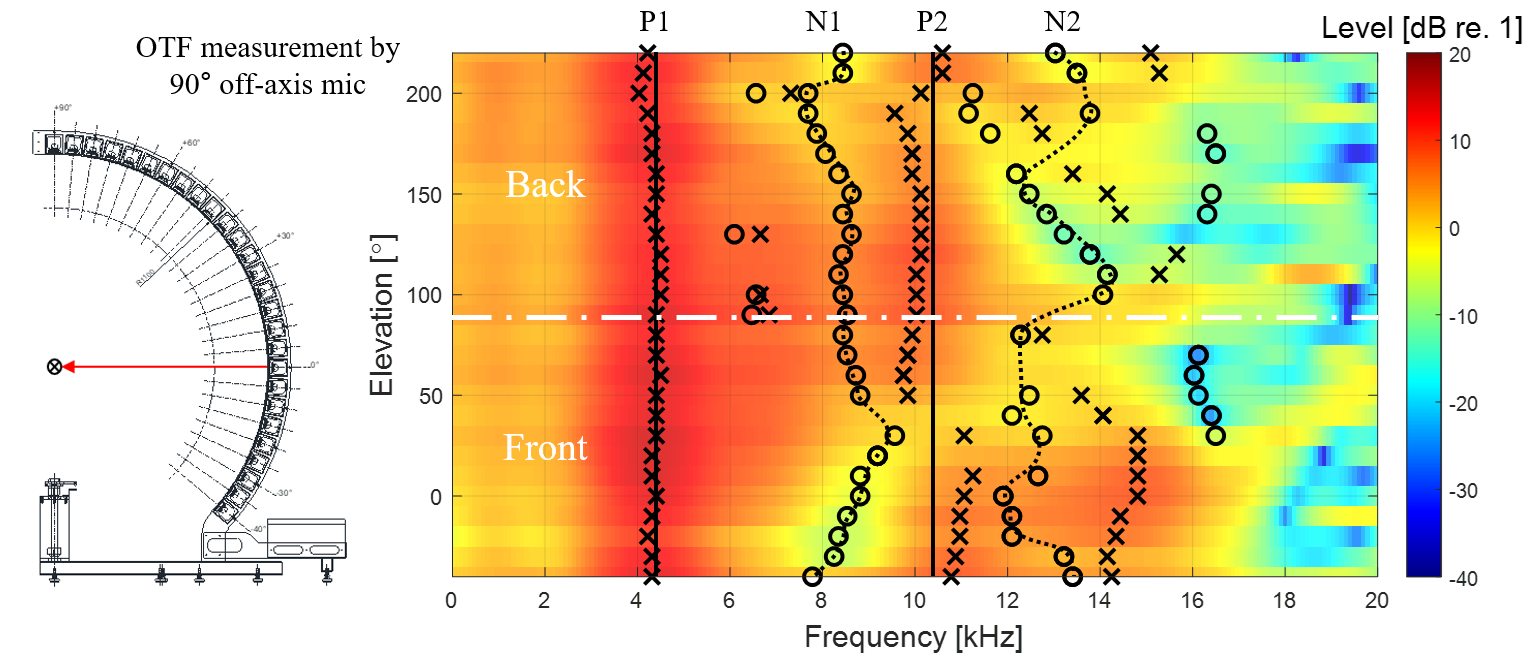 OTF measurement by
90° off-axis mic
P1
N1
P2
N2
Level [dB re. 1]
+90°
+60°
+30°
0°
-30°
-40°
R1100
Back
Front
Elevation [°]
200
150
100
50
0
0 2 4 6 8 10 12 14 16 18 20
Frequency [kHz]
20
10
0
-10
-20
-30
-40